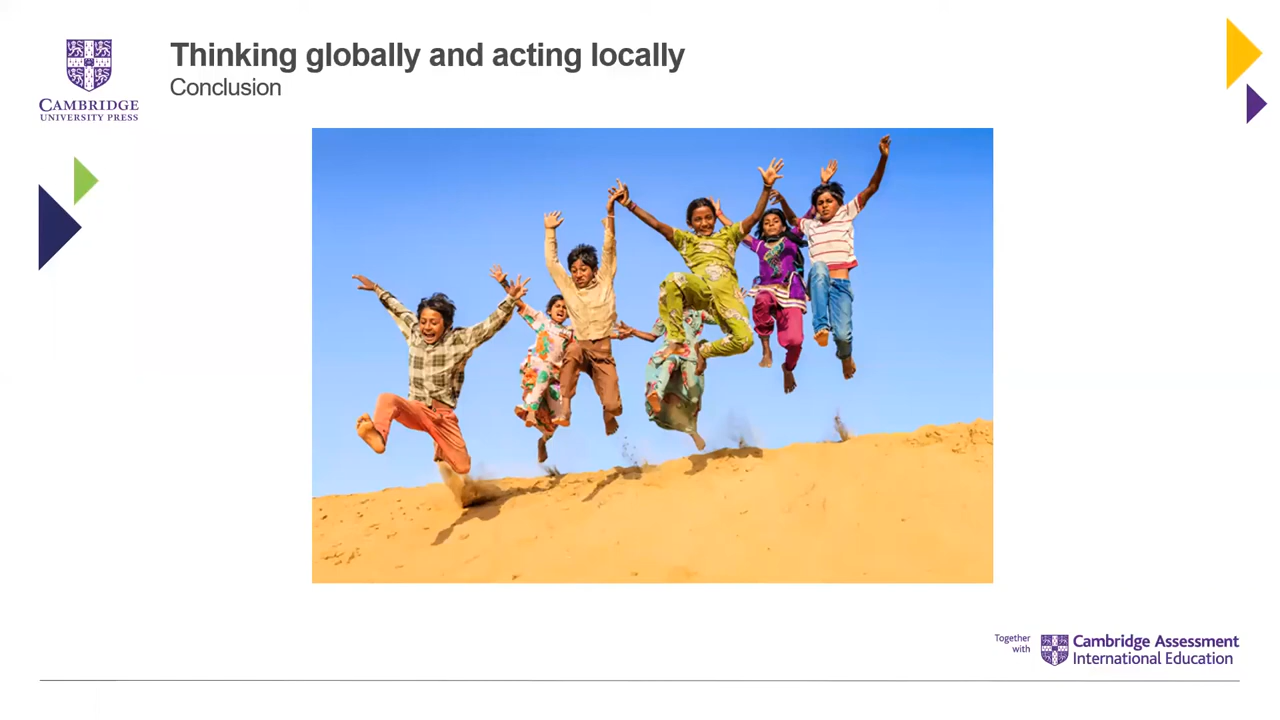 Thinking globally and acting locally
Conclusion
CAMBRIDGE
UNIVERSITY PRESS
Together
with
Cambridge Assessment
International Education